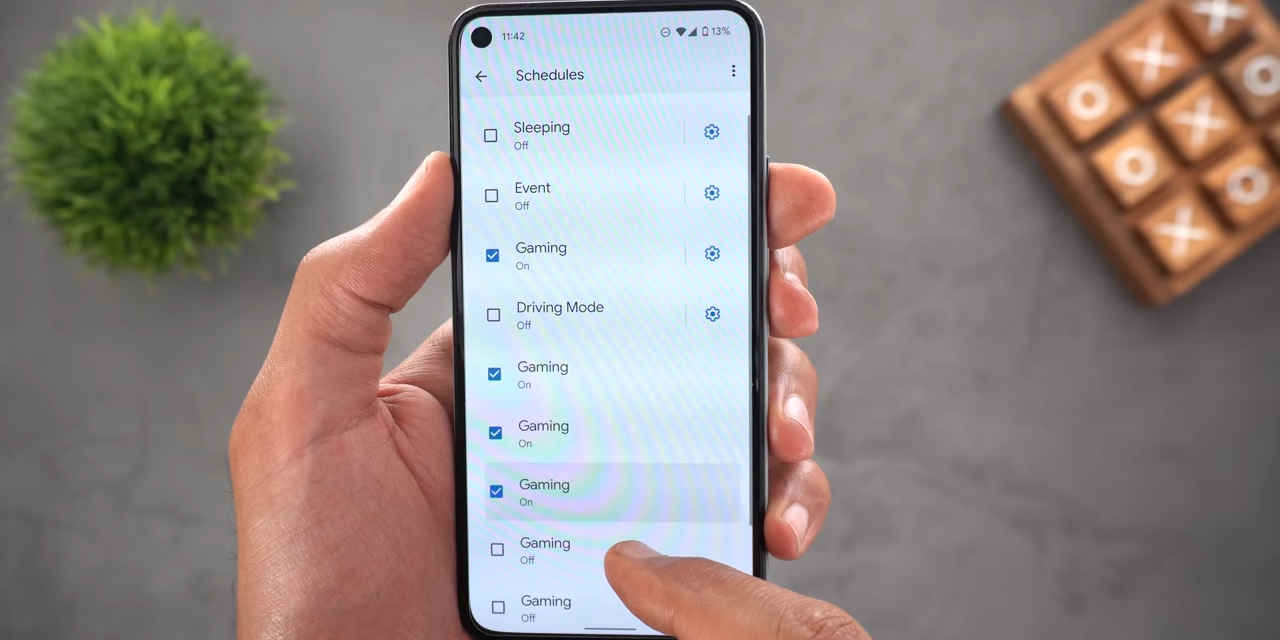 11:42 13%
Schedules
Sleeping
Off
Event
Off
Gaming
On
Driving Mode
Off
Gaming
On
Gaming
On
Gaming
On
Gaming
Off
Gaming
Off
X
X O
O X
O O
X